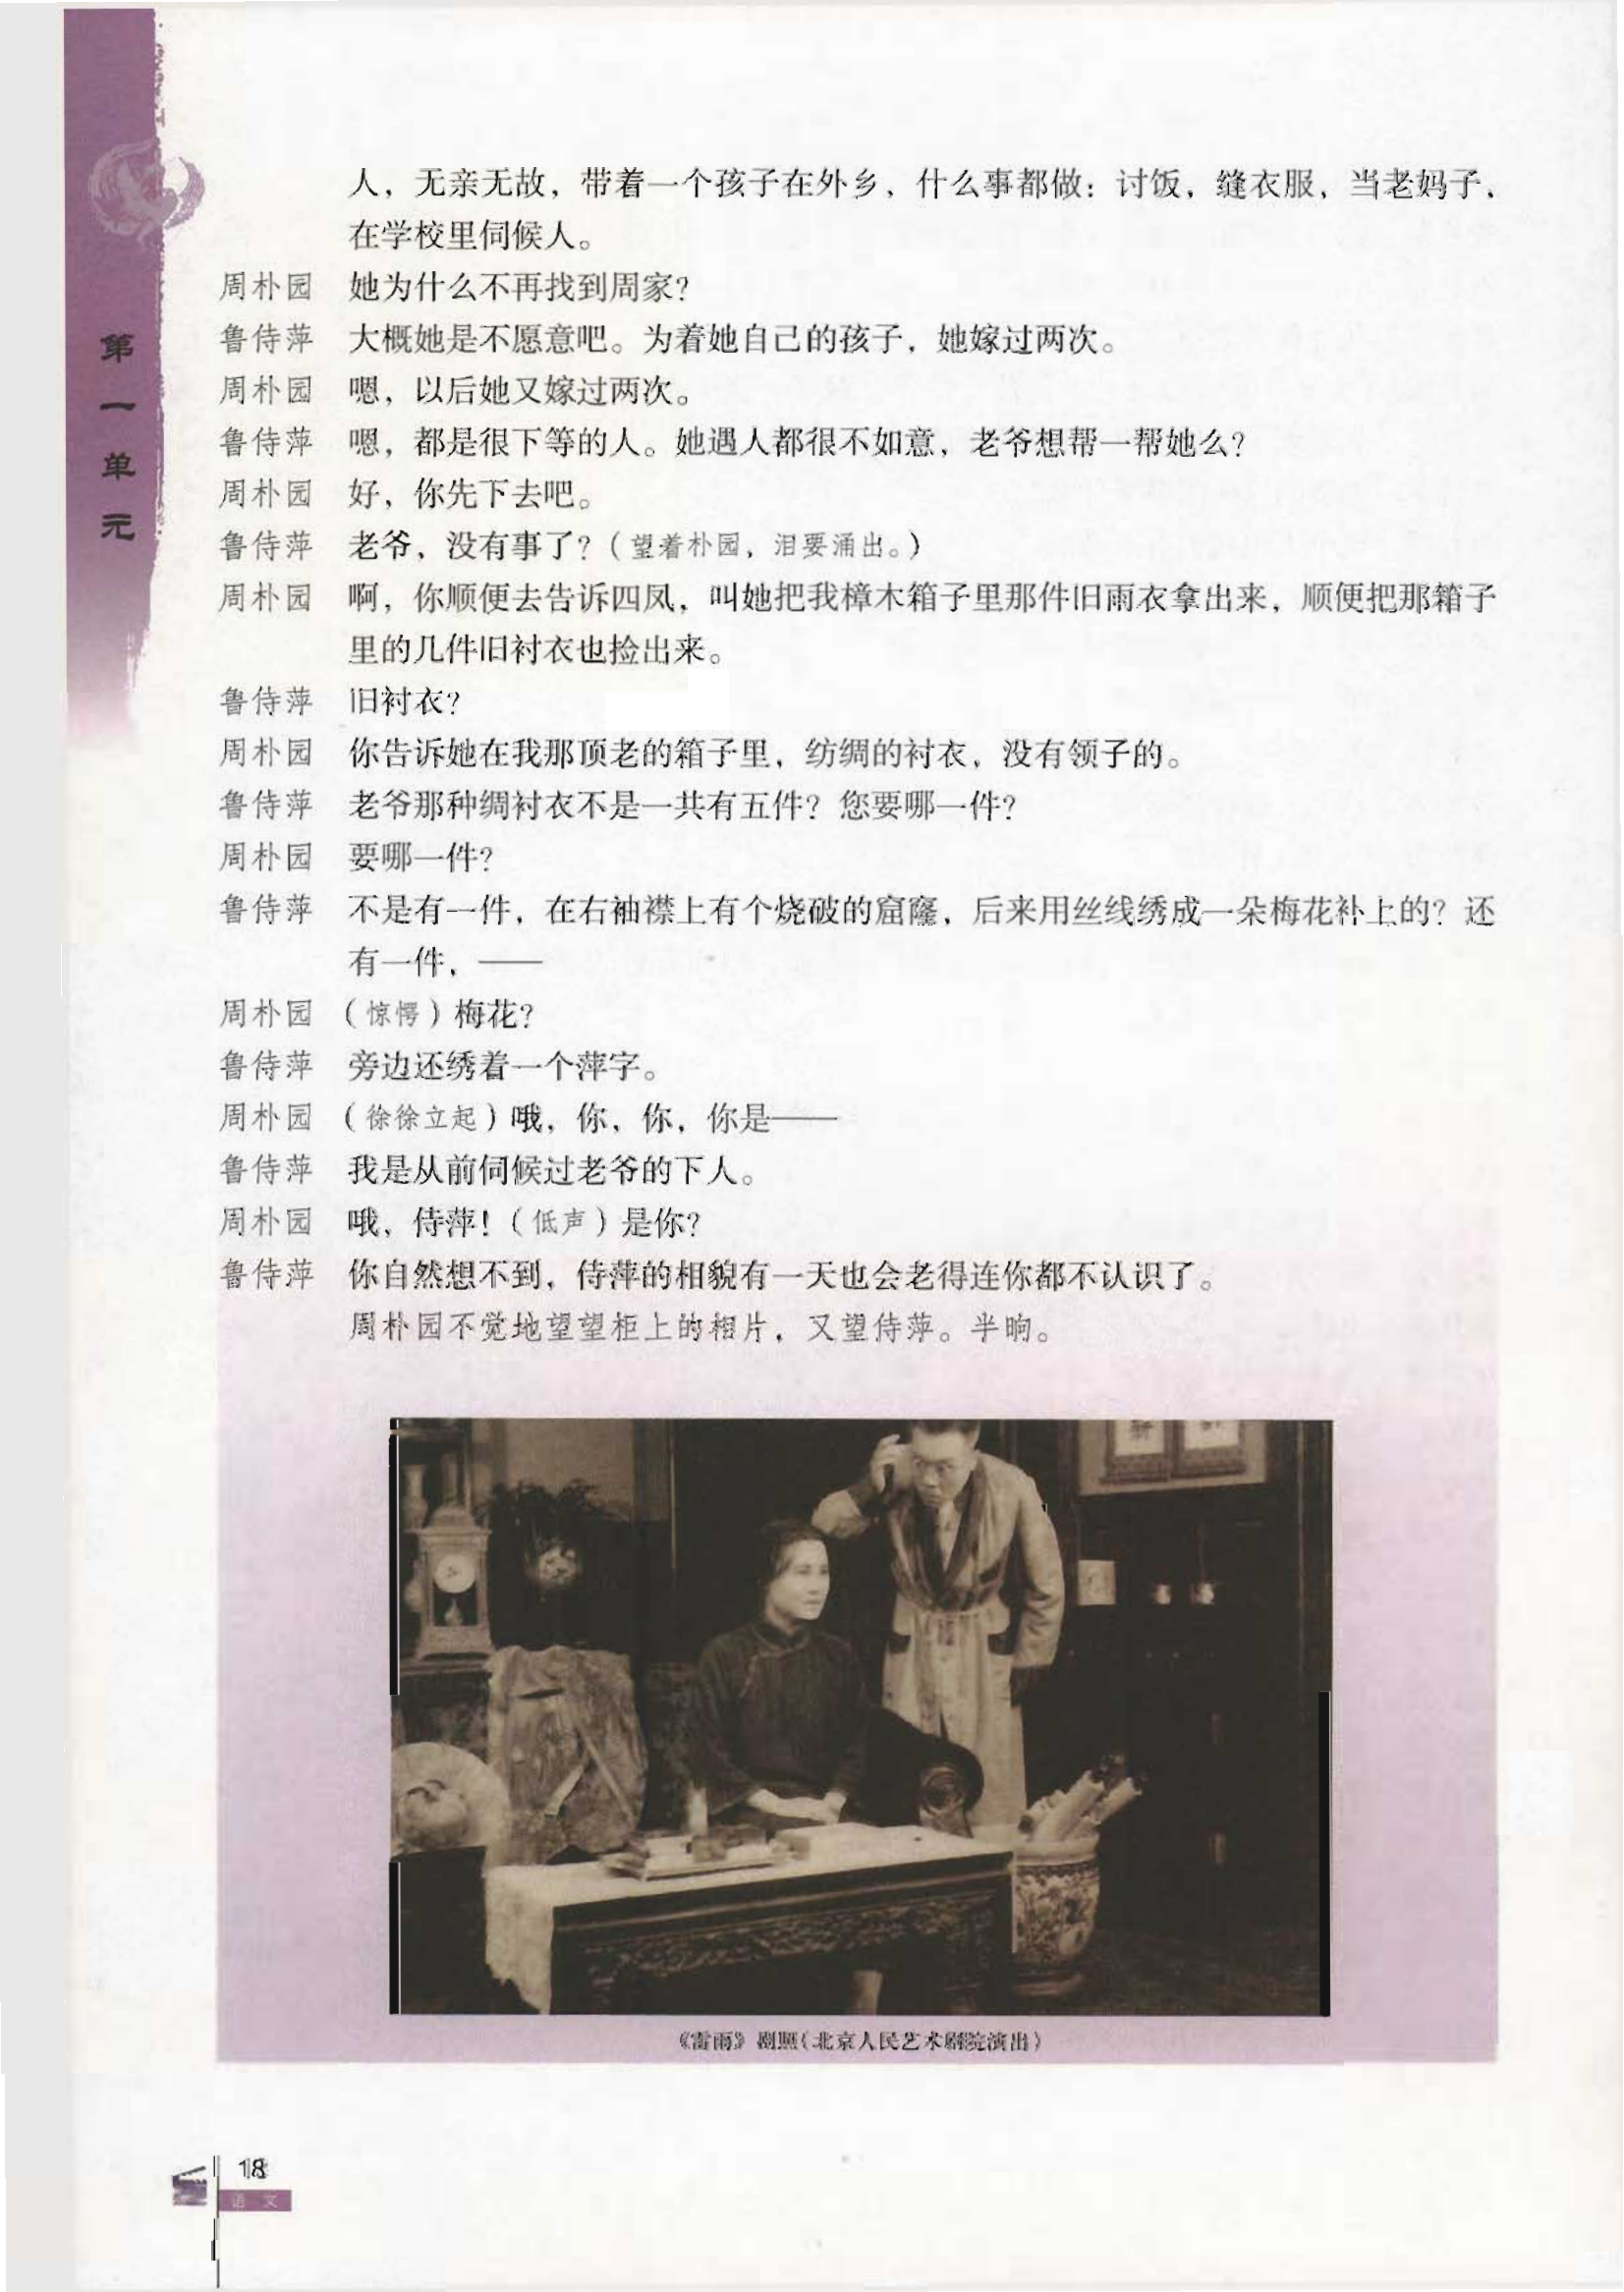 第一单元
人，无亲无故，带着一个孩子在外乡，什么事都做：讨饭，缝衣服，当老妈子，
在学校里伺候人。
周朴园 她为什么不再找到周家？
鲁侍萍 大概她是不愿意吧。为着她自己的孩子，她嫁过两次。
周朴园 嗯，以后她又嫁过两次。
鲁侍萍 嗯，都是很下等的人。她遇人都很不如意，老爷想帮一帮她么？
周朴园 好，你先下去吧。
鲁侍萍 老爷，没有事了？（望着朴园，泪要涌出。）
周朴园 啊，你顺便去告诉四凤，叫她把我樟木箱子里那件旧雨衣拿出来，顺便把那箱子
里的几件旧衬衣也捡出来。
鲁侍萍 旧衬衣？
周朴园 你告诉她在我那顶老的箱子里，纺绸的衬衣，没有领子的。
鲁侍萍 老爷那种绸衬衣不是一共有五件？您要哪一件？
周朴园 要哪一件？
鲁侍萍 不是有一件，在右袖襟上有个烧破的窟窿，后来用丝线绣成一朵梅花补上的？还
有一件，——
周朴园 （惊愕）梅花？
鲁侍萍 旁边还绣着一个萍字。
周朴园 （徐徐立起）哦，你，你，你是——
鲁侍萍 我是从前伺候过老爷的下人。
周朴园 哦，侍萍！（低声）是你？
鲁侍萍 你自然想不到，侍萍的相貌有一天也会老得连你都不认识了。
周朴园不觉地望望柜上的相片，又望侍萍。半晌。
《雷雨》剧照（北京人民艺术剧院演出）
18
语文